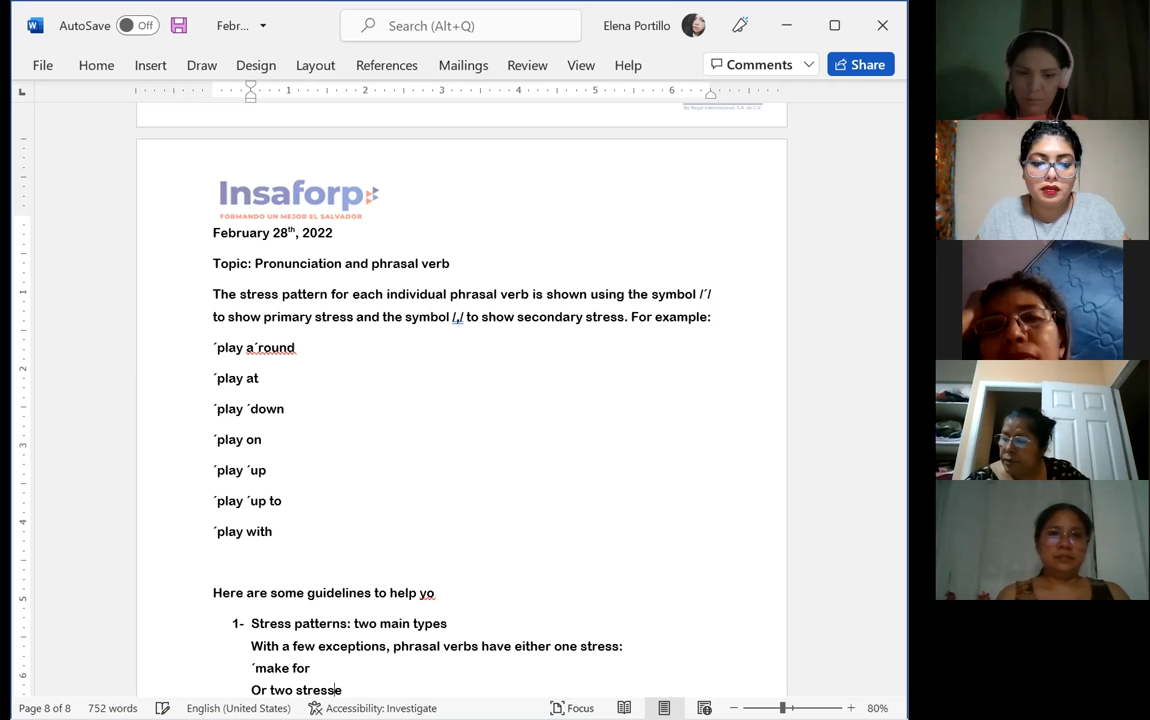 AutoSave Off Febr... Search (Alt+Q) Elena Portillo
File Home Insert Draw Design Layout References Mailings Review View Help Comments Share
1 2 3 4 5 6
Insaforp
FORMANDO UN MEJOR EL SALVADOR
February 28th, 2022
Topic: Pronunciation and phrasal verb
The stress pattern for each individual phrasal verb is shown using the symbol /´/
to show primary stress and the symbol /,/ to show secondary stress. For example:
´play a´round
´play at
´play ´down
´play on
´play ´up
´play ´up to
´play with
Here are some guidelines to help yo
1- Stress patterns: two main types
With a few exceptions, phrasal verbs have either one stress:
´make for
Or two stresse
Page 8 of 8 752 words English (United States) Accessibility: Investigate Focus 80%